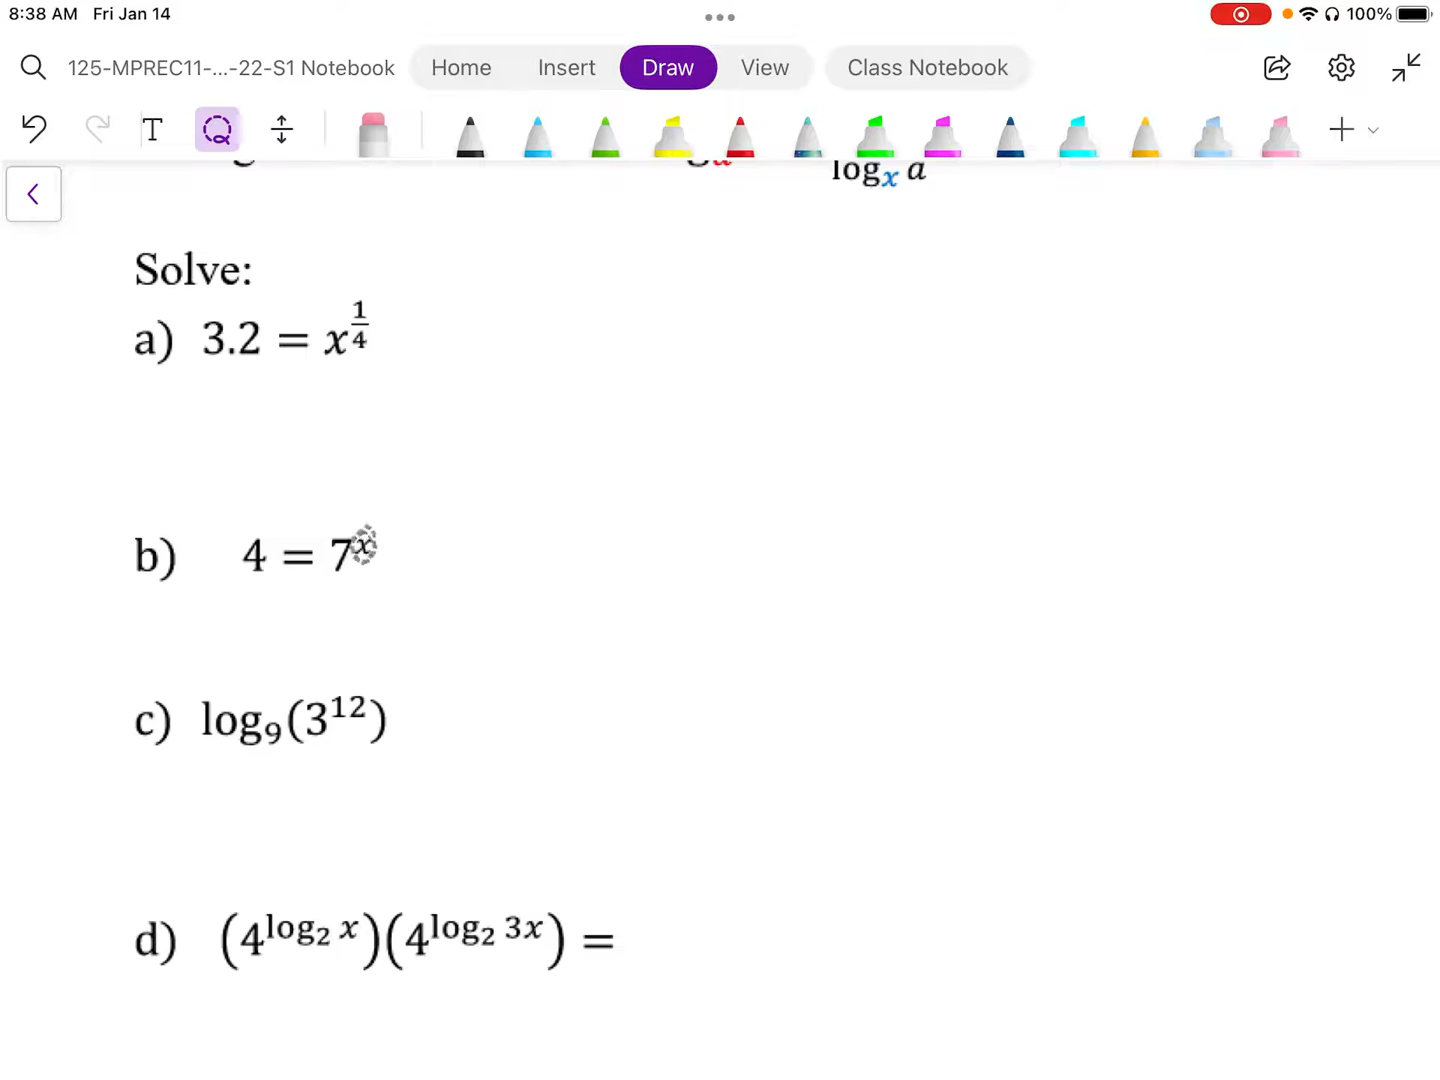 8:38 AM Fri Jan 14
100%
125-MPREC11-...-22-S1 Notebook Home Insert Draw View Class Notebook
T
logₓ a
Solve:
a) 3.2 = x^(1/4)
b) 4 = 7^x
c) log₉(3¹²)
d) (4^(log₂ x))(4^(log₂ 3x)) =